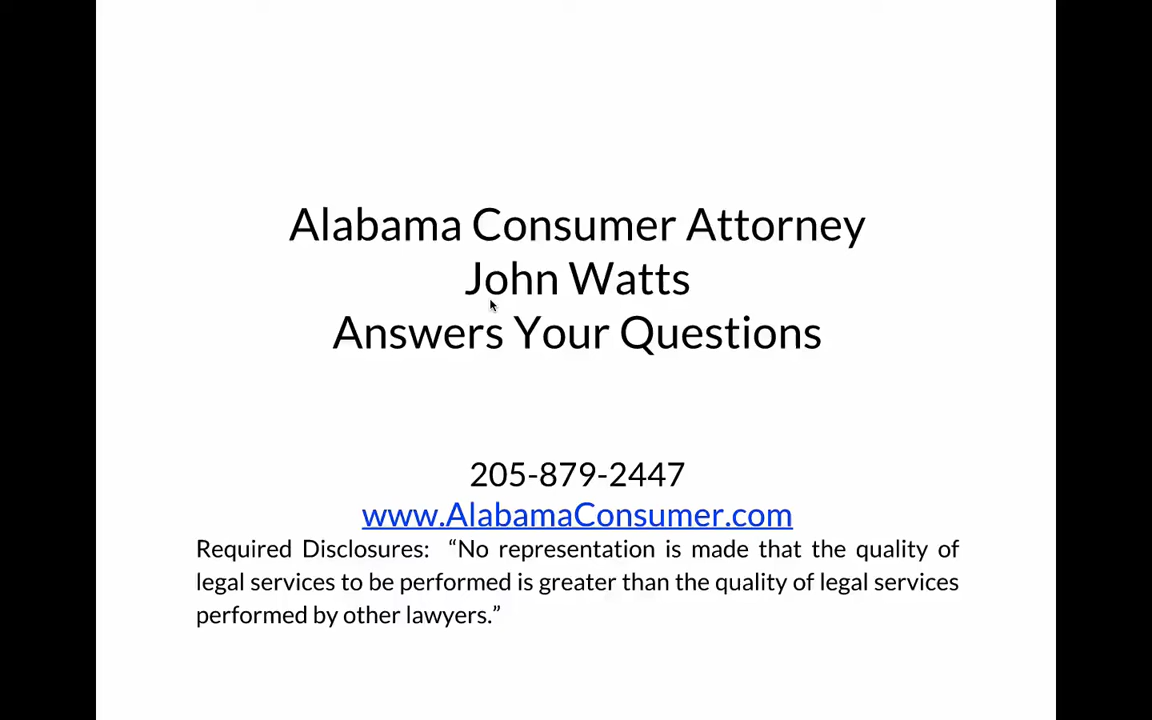 Alabama Consumer Attorney
John Watts
Answers Your Questions
205-879-2447
www.AlabamaConsumer.com
Required Disclosures: “No representation is made that the quality of
legal services to be performed is greater than the quality of legal services
performed by other lawyers.”